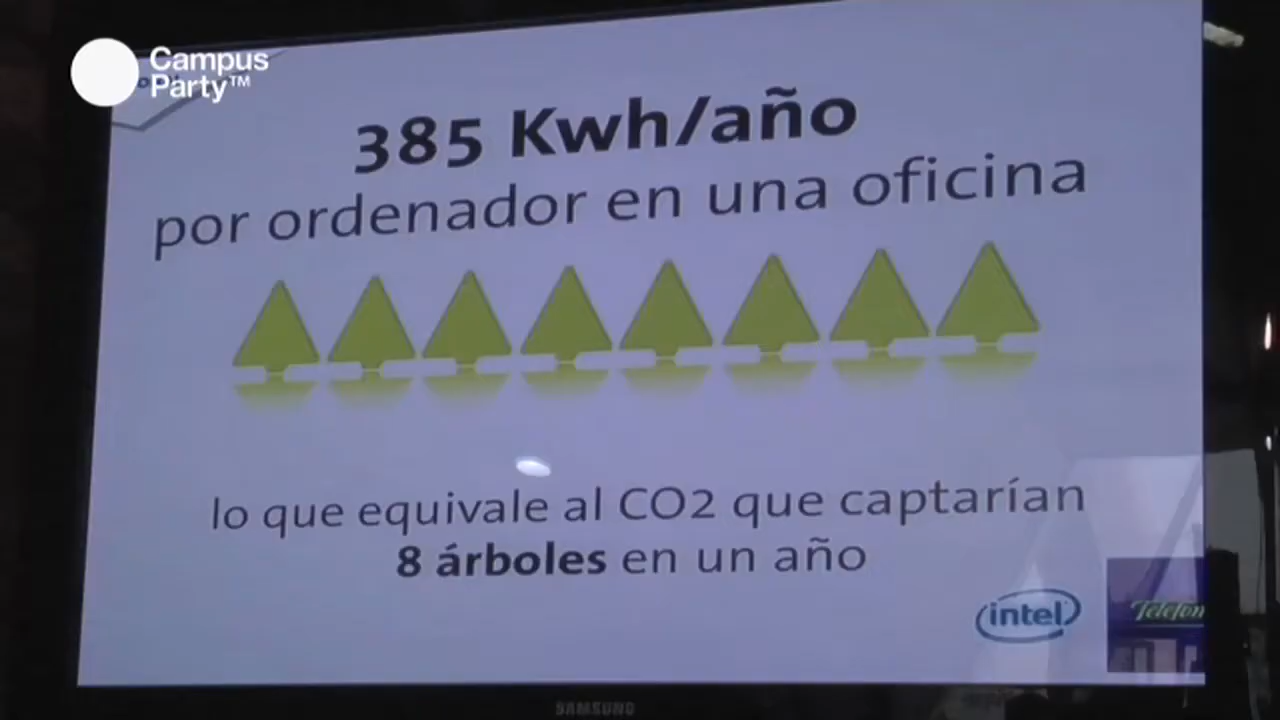 Campus
Party™
385 Kwh/año
por ordenador en una oficina
lo que equivale al CO2 que captarían
8 árboles en un año
intel
SAMSUNG